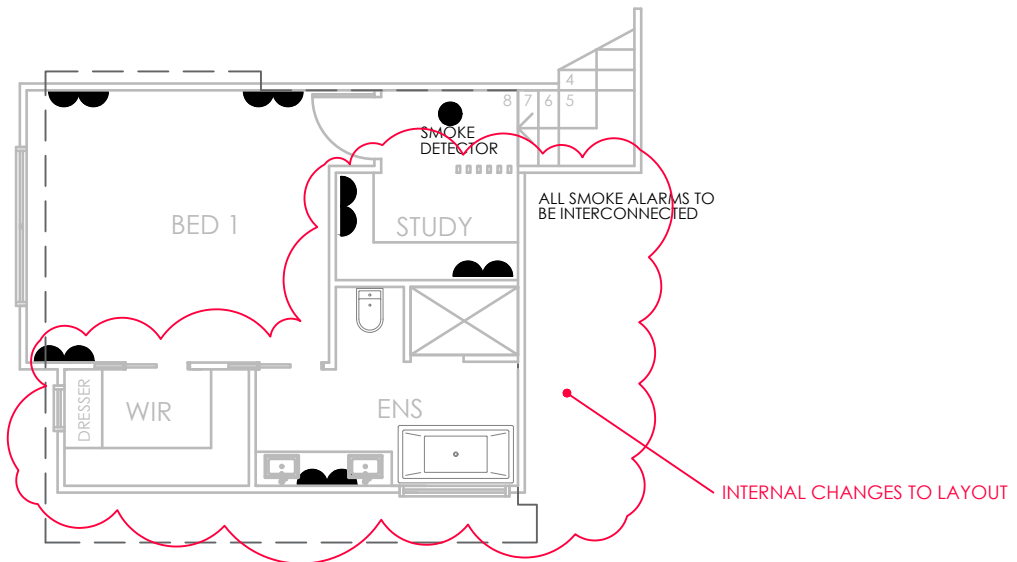 4
8 7 6 5
SMOKE
DETECTOR
ALL SMOKE ALARMS TO
BE INTERCONNECTED
BED 1
STUDY
DRESSER
WIR
ENS
INTERNAL CHANGES TO LAYOUT